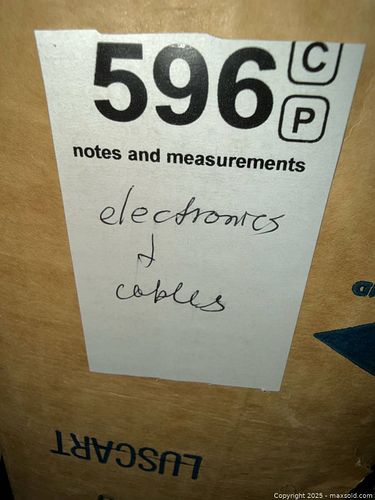 596 C
P
notes and measurements
electronics
&
cables
LUSCART
Copyright 2025 - maxsold.com